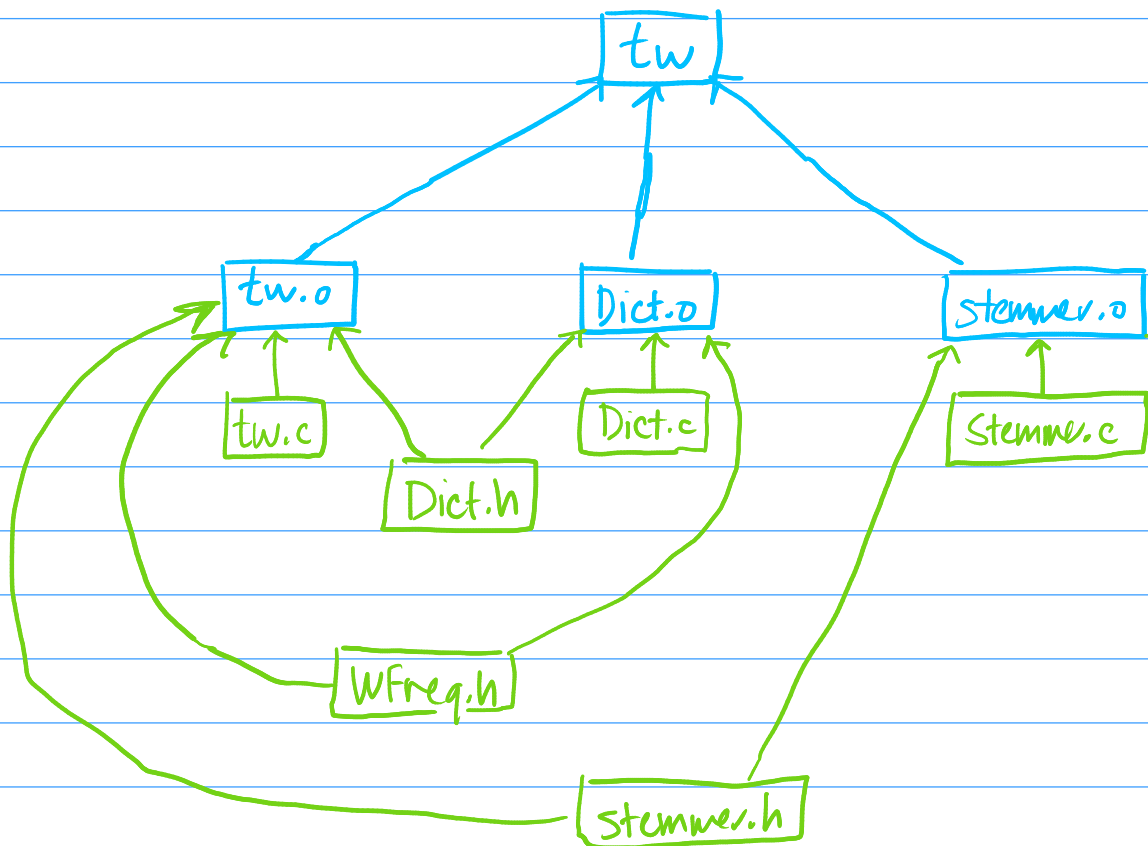 tw
tw.o
Dict.o
stemmer.o
tw.c
Dict.c
stemmer.c
Dict.h
WFreq.h
stemmer.h